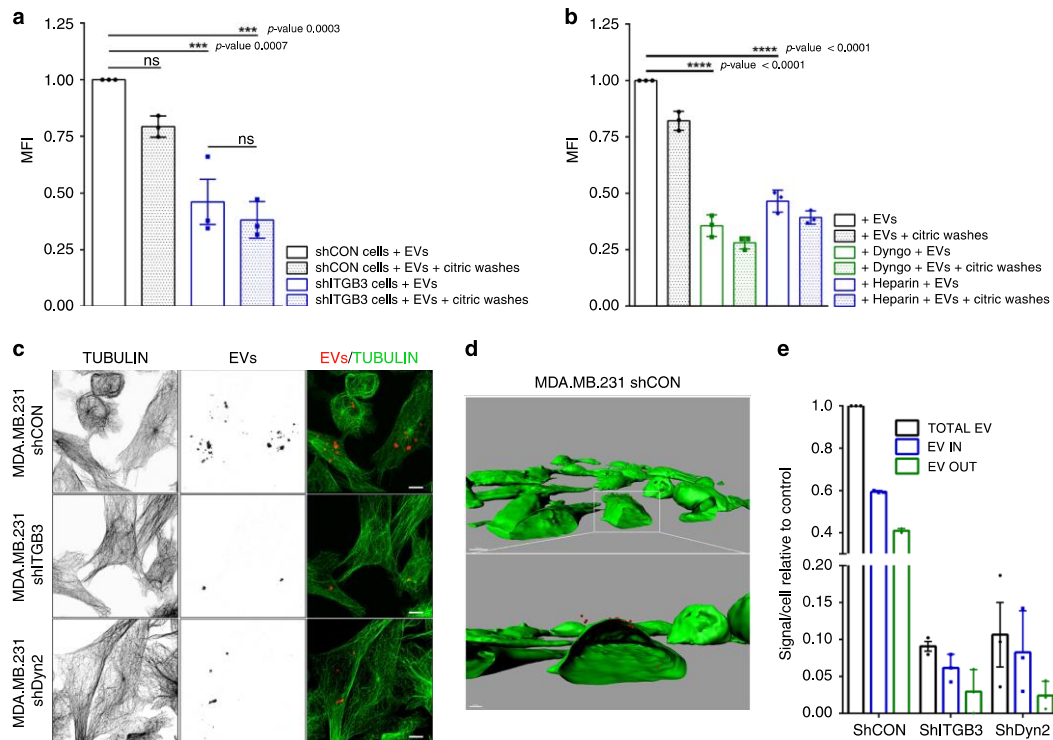 a
MFI
1.25
1.00
0.75
0.50
0.25
0.00
*** p-value 0.0003
*** p-value 0.0007
ns
ns
shCON cells + EVs
shCON cells + EVs + citric washes
shITGB3 cells + EVs
shITGB3 cells + EVs + citric washes
b
MFI
1.25
1.00
0.75
0.50
0.25
0.00
**** p-value < 0.0001
**** p-value < 0.0001
+ EVs
+ EVs + citric washes
+ Dyngo + EVs
+ Dyngo + EVs + citric washes
+ Heparin + EVs
+ Heparin + EVs + citric washes
c
TUBULIN EVs EVs/TUBULIN
MDA.MB.231
shCON
MDA.MB.231
shITGB3
MDA.MB.231
shDyn2
d
MDA.MB.231 shCON
e
Signal/cell relative to control
1.0
0.8
0.6
0.4
0.20
0.15
0.10
0.05
0.00
TOTAL EV
EV IN
EV OUT
ShCON ShITGB3 ShDyn2